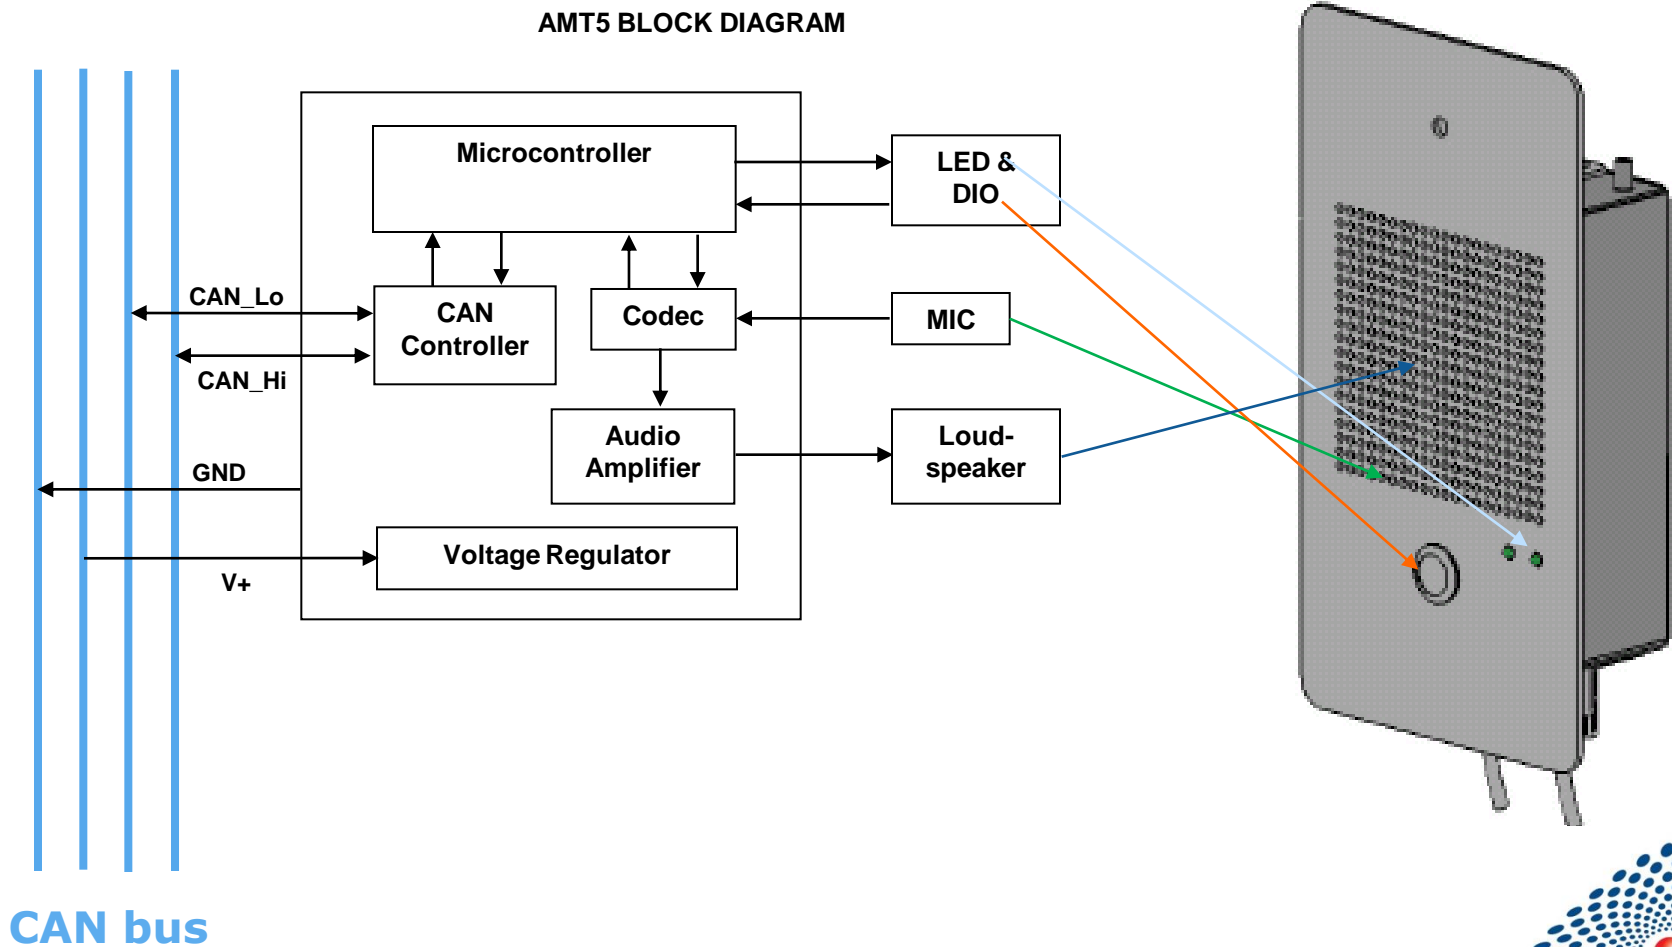 AMT5 BLOCK DIAGRAM
Microcontroller
LED &
DIO
CAN_Lo
CAN
Controller
Codec
MIC
CAN_Hi
Audio
Amplifier
Loud-
speaker
GND
Voltage Regulator
V+
CAN bus